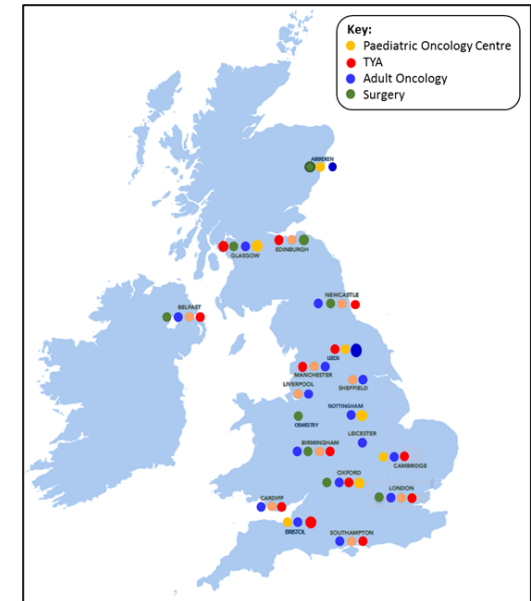 Key:
Paediatric Oncology Centre
TYA
Adult Oncology
Surgery
ABERDEEN
GLASGOW
EDINBURGH
NEWCASTLE
BELFAST
LEEDS
MANCHESTER
LIVERPOOL
SHEFFIELD
NOTTINGHAM
OSWESTRY
LEICESTER
BIRMINGHAM
CAMBRIDGE
OXFORD
LONDON
CARDIFF
BRISTOL
SOUTHAMPTON